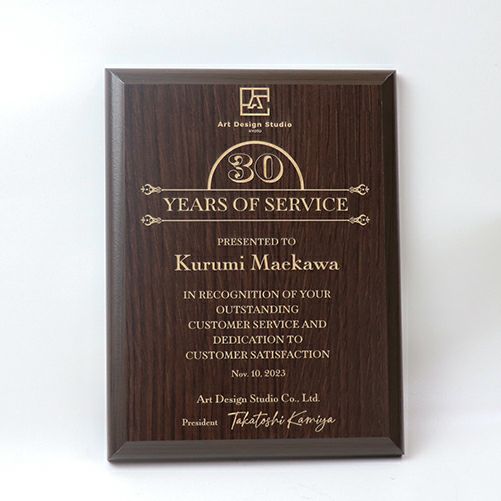 Art Design Studio
KYOTO
30
YEARS OF SERVICE
PRESENTED TO
Kurumi Maekawa
IN RECOGNITION OF YOUR
OUTSTANDING
CUSTOMER SERVICE AND
DEDICATION TO
CUSTOMER SATISFACTION
Nov. 10, 2023
Art Design Studio Co., Ltd.
President Takatoshi Kamiya